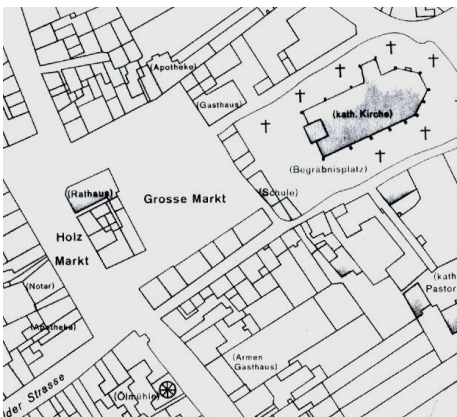 (Apotheke)
(Gasthaus)
(kath. Kirche)
(Begräbnisplatz)
(Schule)
(Rathaus)
Grosse Markt
Holz
Markt
(kath
Pastor
(Notar)
(Apotheke)
(Armen
Gasthaus)
der Strasse
(Ölmühle)